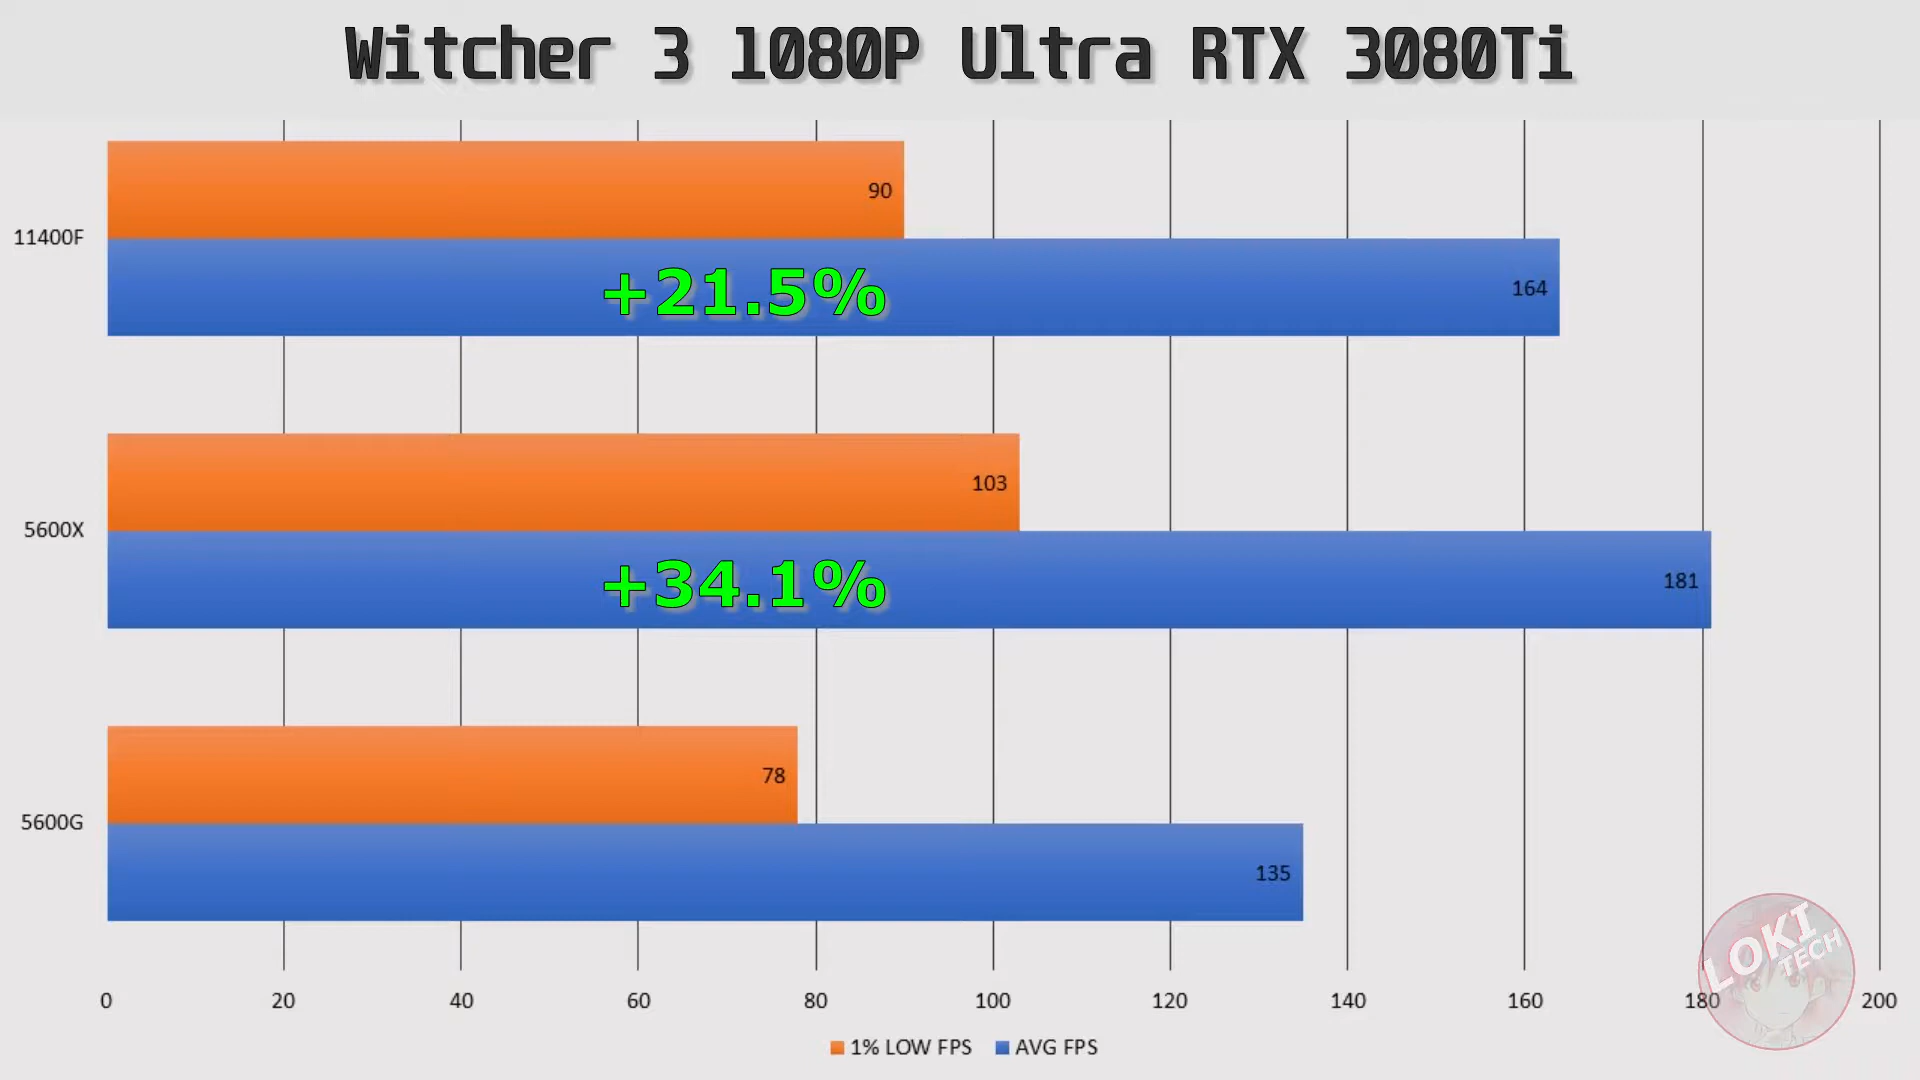 Witcher 3 1080P Ultra RTX 3080Ti
90
11400F
+21.5%
164
103
5600X
+34.1%
181
78
5600G
135
0 20 40 60 80 100 120 140 160 180 200
1% LOW FPS AVG FPS
LOKI
TECH